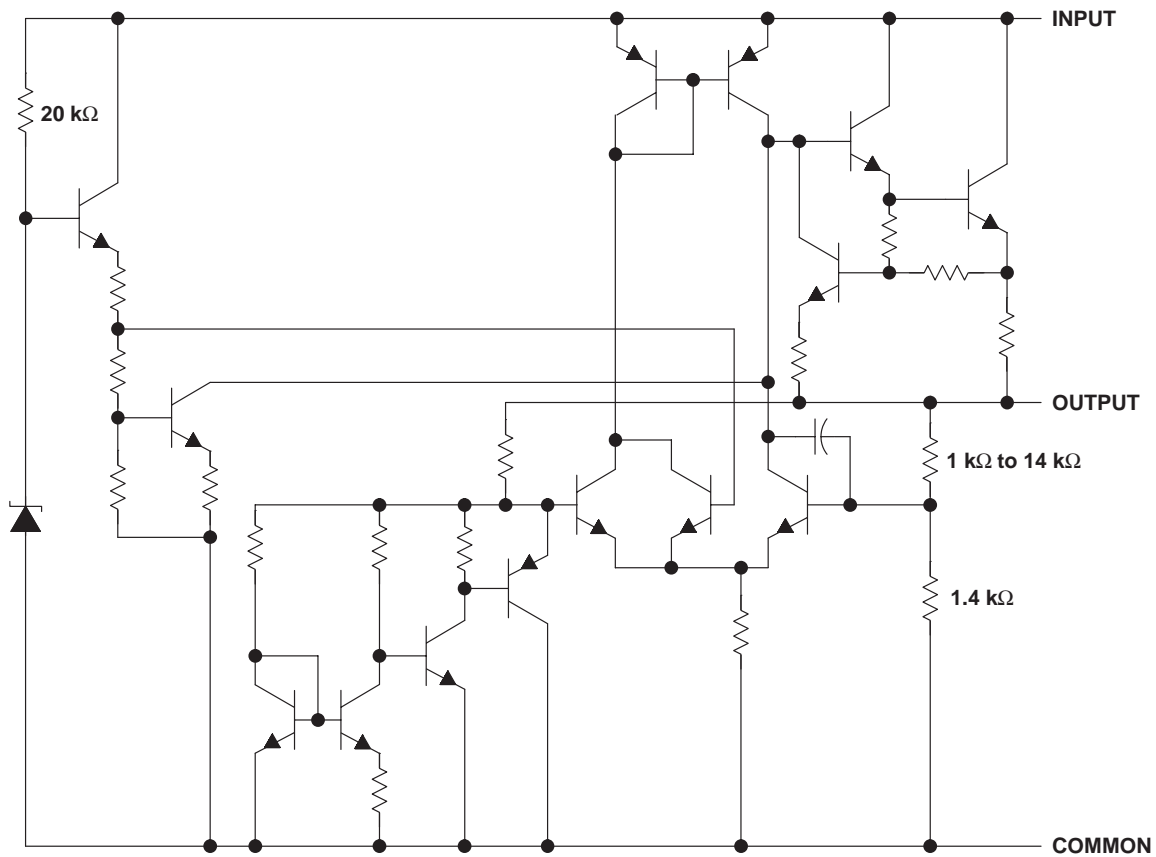 INPUT
20 kΩ
OUTPUT
1 kΩ to 14 kΩ
1.4 kΩ
COMMON